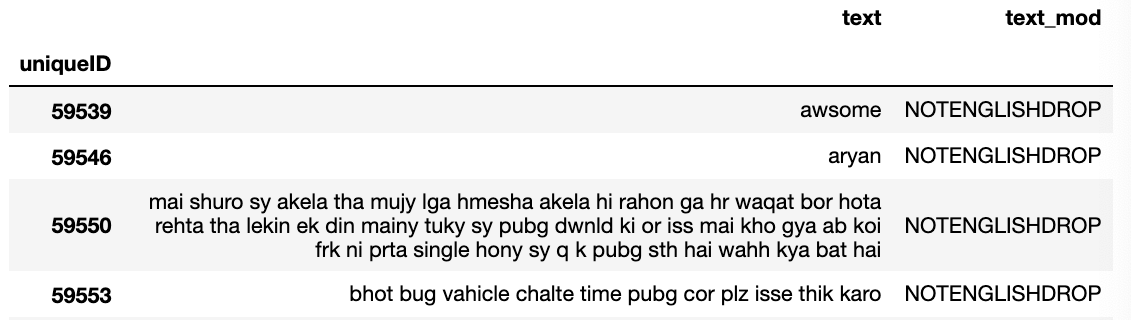 text text_mod
uniqueID
59539 awsome NOTENGLISHDROP
59546 aryan NOTENGLISHDROP
mai shuro sy akela tha mujy lga hmesha akela hi rahon ga hr waqat bor hota
59550 rehta tha lekin ek din mainy tuky sy pubg dwnld ki or iss mai kho gya ab koi NOTENGLISHDROP
frk ni prta single hony sy q k pubg sth hai wahh kya bat hai
59553 bhot bug vahicle chalte time pubg cor plz isse thik karo NOTENGLISHDROP